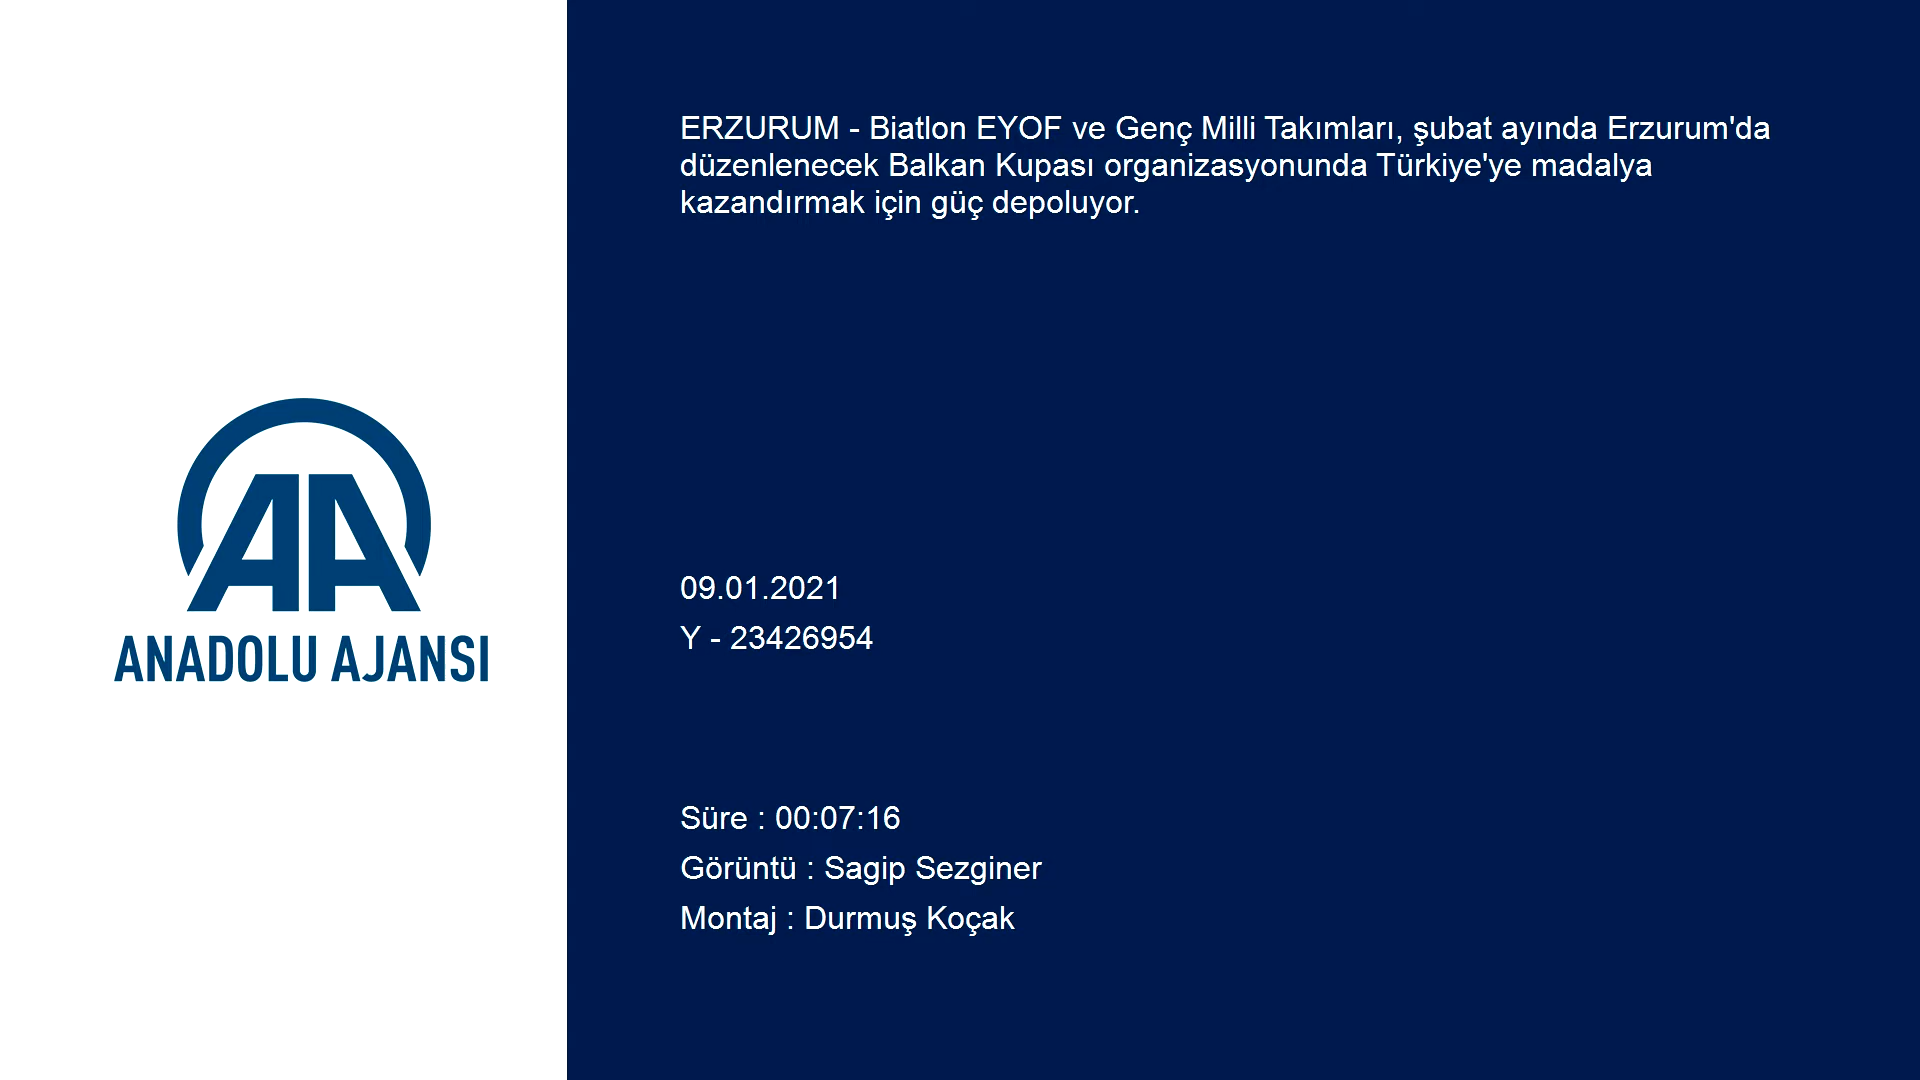 ERZURUM - Biatlon EYOF ve Genç Milli Takımları, şubat ayında Erzurum'da
düzenlenecek Balkan Kupası organizasyonunda Türkiye'ye madalya
kazandırmak için güç depoluyor.
AA
ANADOLU AJANSI
09.01.2021
Y - 23426954
Süre : 00:07:16
Görüntü : Sagip Sezginer
Montaj : Durmuş Koçak